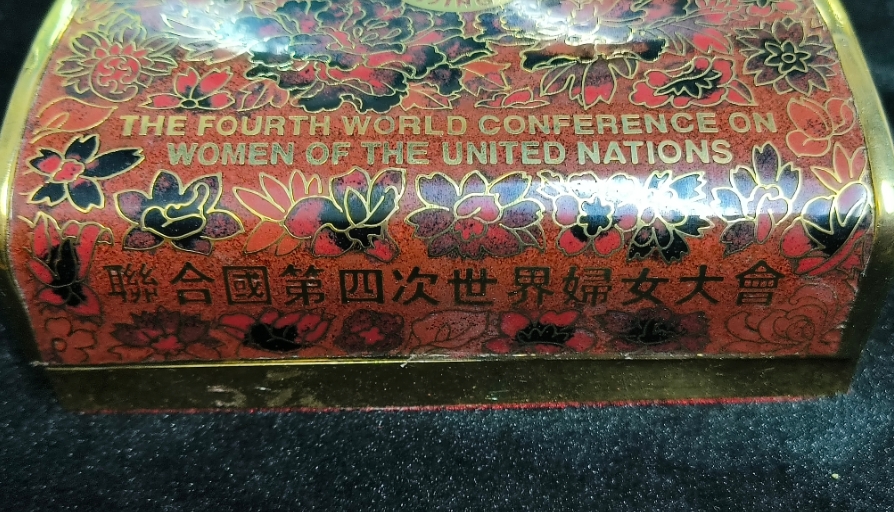 THE FOURTH WORLD CONFERENCE ON
WOMEN OF THE UNITED NATIONS
聯合國第四次世界婦女大會